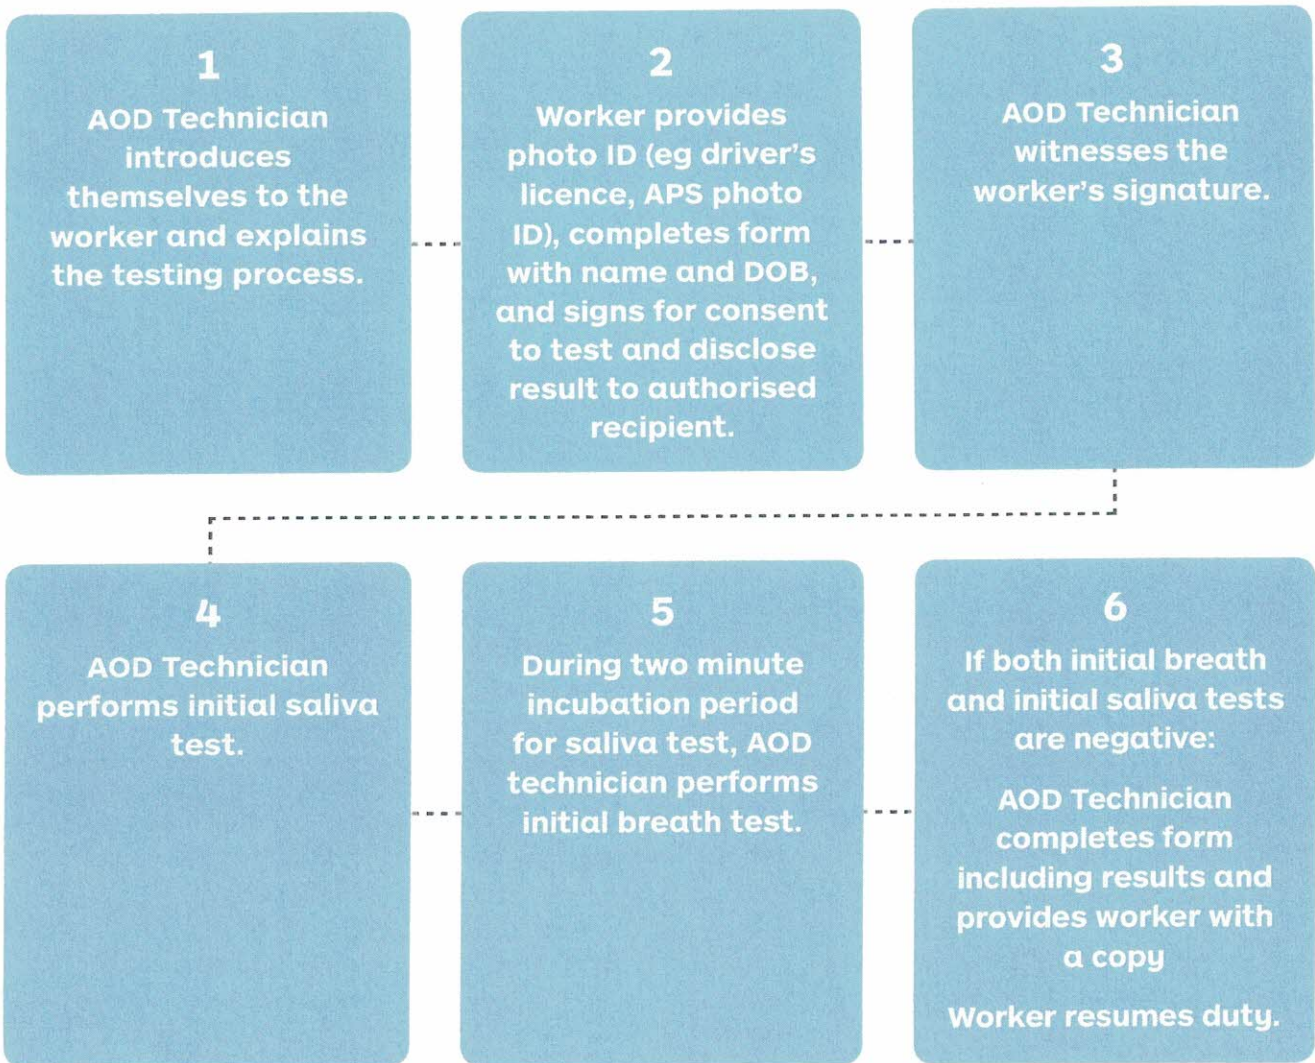 1
AOD Technician
introduces
themselves to the
worker and explains
the testing process.
2
Worker provides
photo ID (eg driver's
licence, APS photo
ID), completes form
with name and DOB,
and signs for consent
to test and disclose
result to authorised
recipient.
3
AOD Technician
witnesses the
worker's signature.
4
AOD Technician
performs initial saliva
test.
5
During two minute
incubation period
for saliva test, AOD
technician performs
initial breath test.
6
If both initial breath
and initial saliva tests
are negative:
AOD Technician
completes form
including results and
provides worker with
a copy
Worker resumes duty.